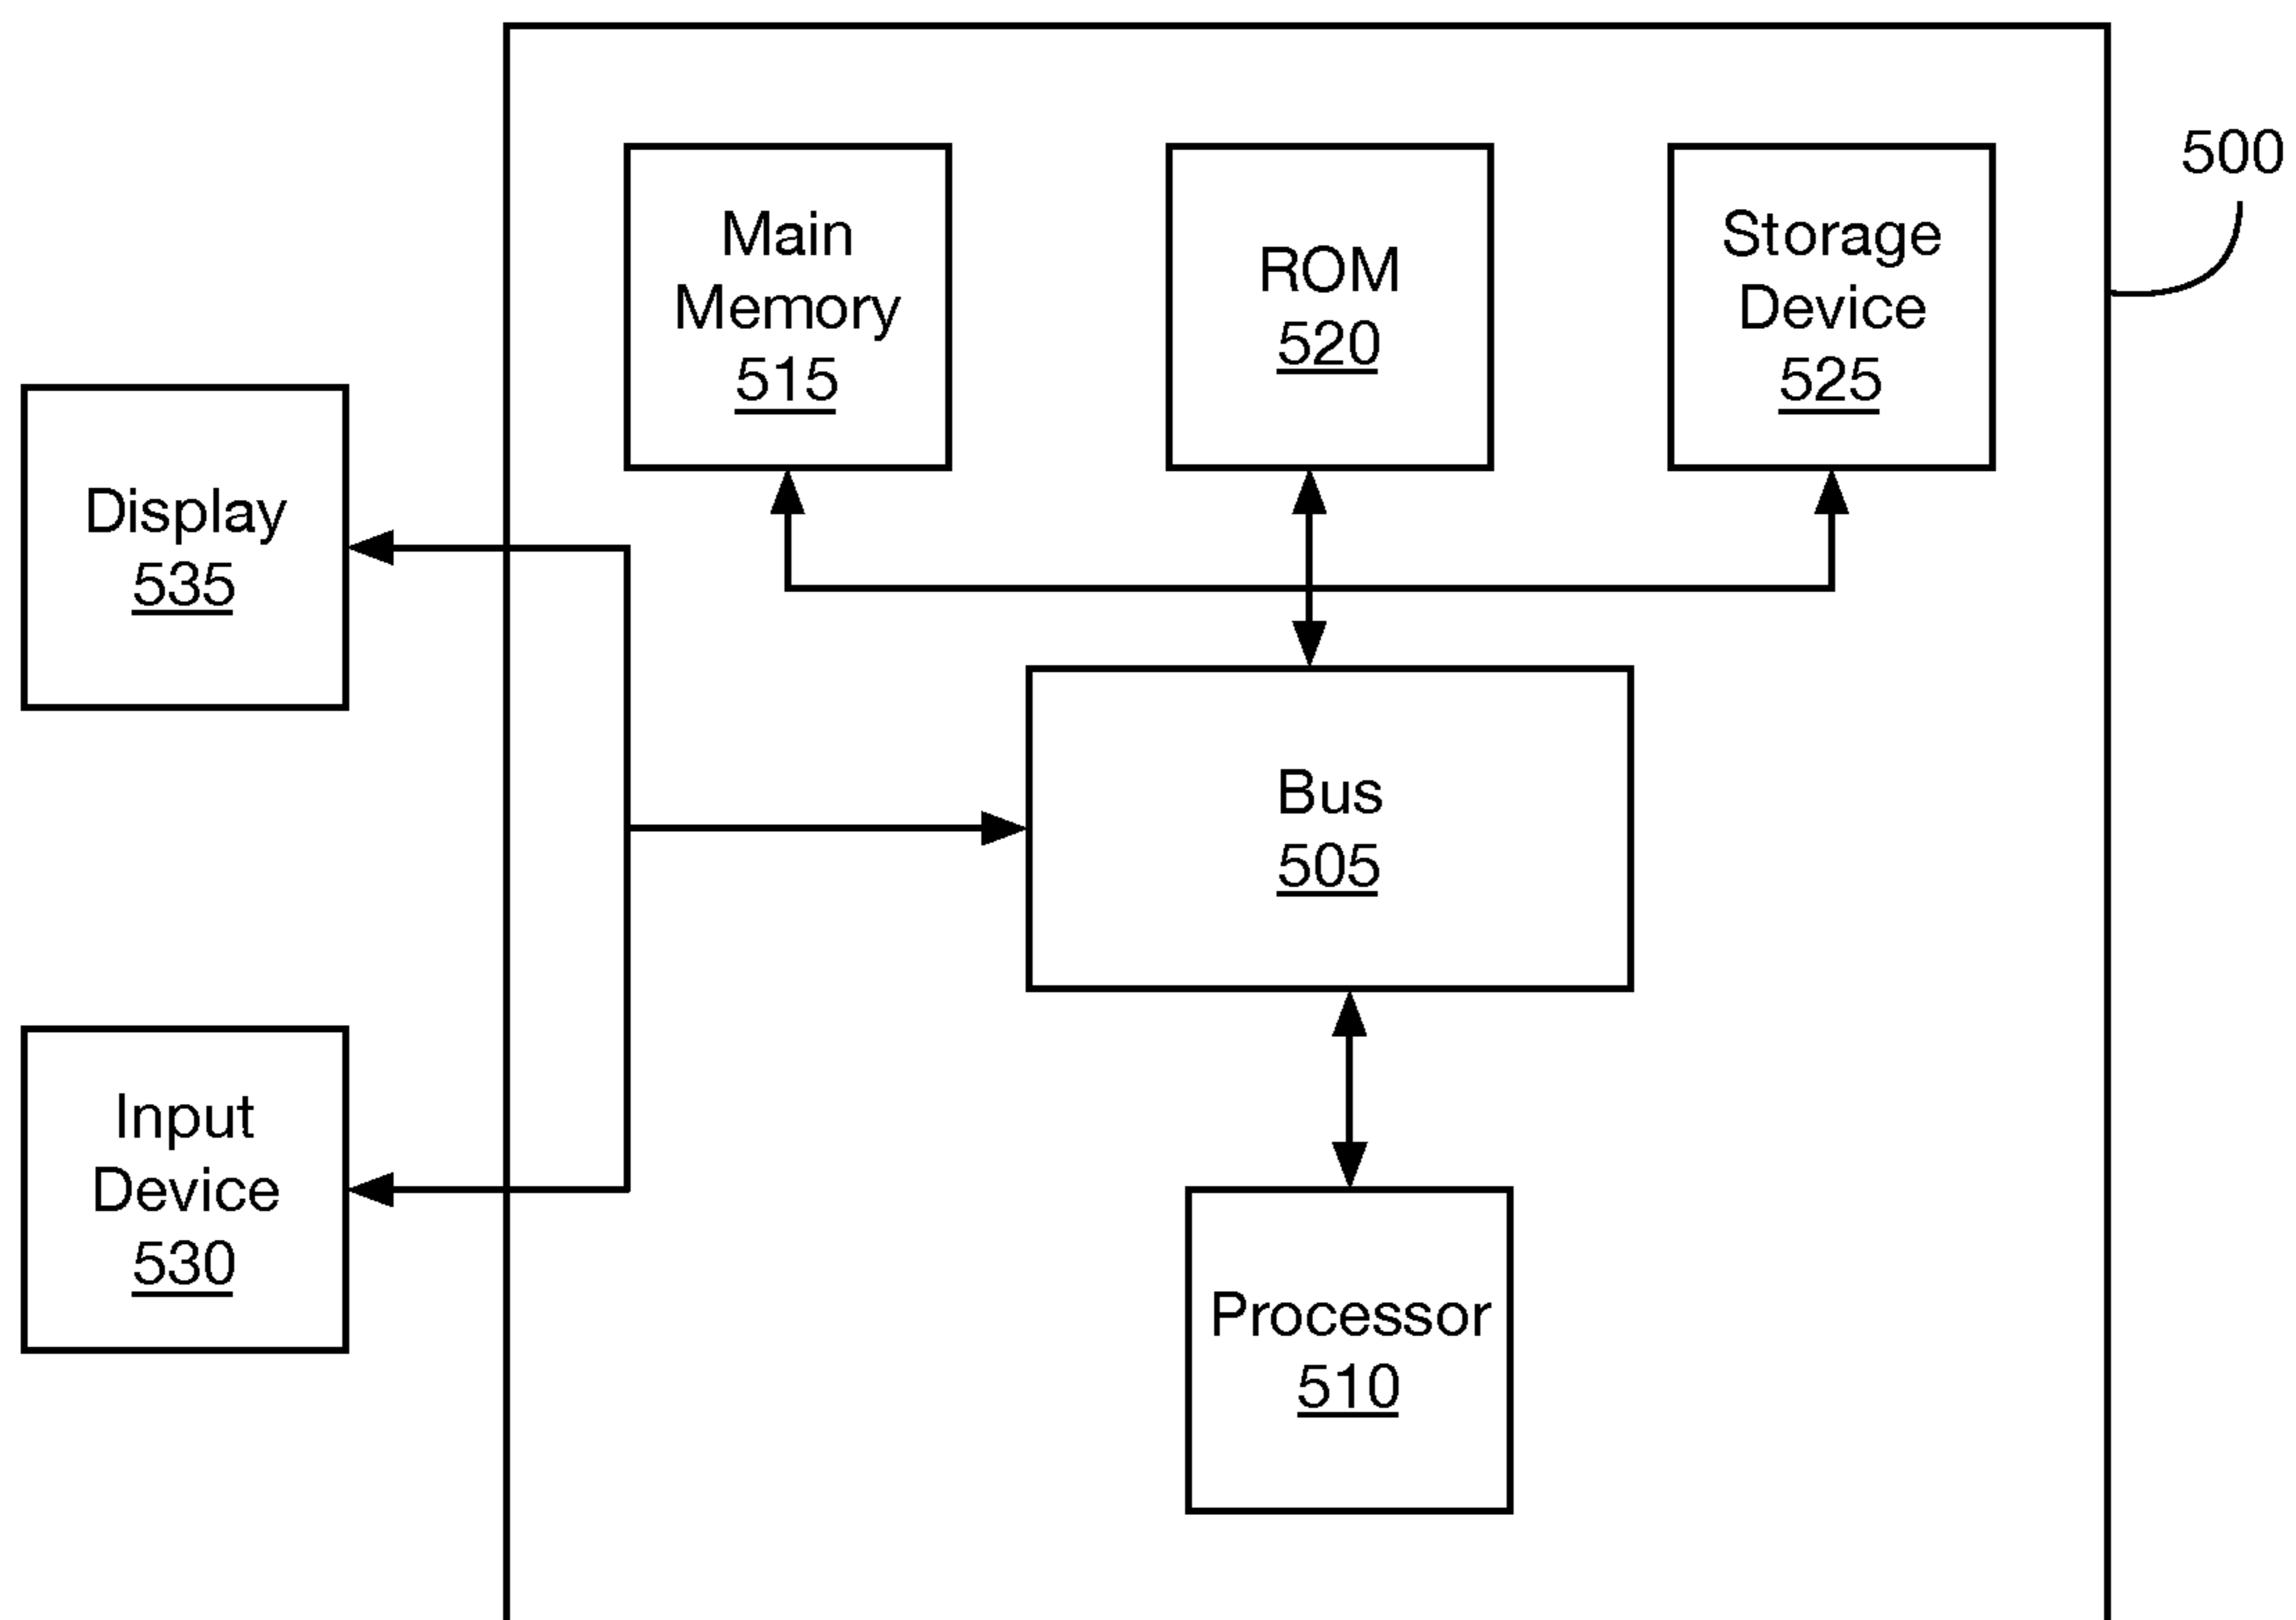 500
Main
Memory
515
ROM
520
Storage
Device
525
Display
535
Bus
505
Input
Device
530
Processor
510